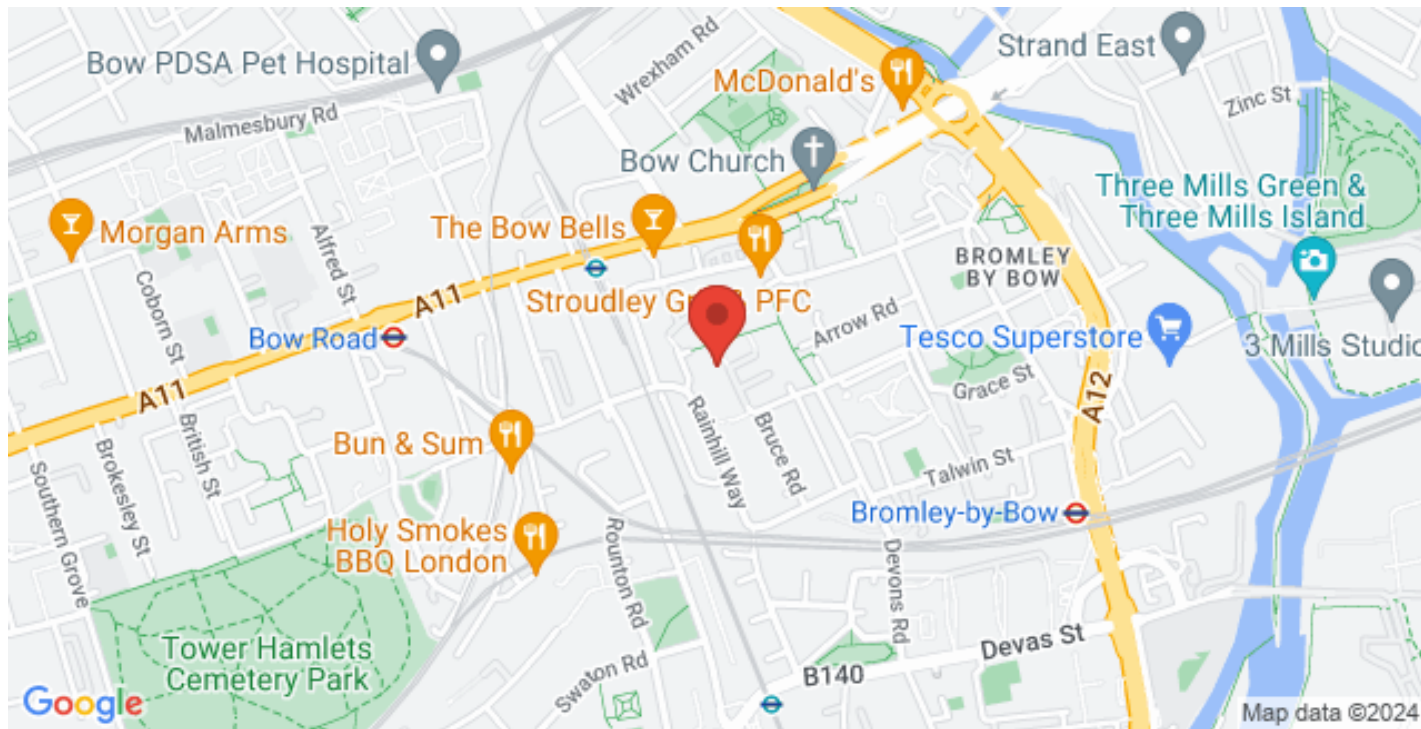 Wrexham Rd
Strand East
Bow PDSA Pet Hospital
McDonald's
Zinc St
Malmesbury Rd
Bow Church
Three Mills Green &
Three Mills Island
Morgan Arms
The Bow Bells
Alfred St
BROMLEY
BY BOW
Coborn St
A11
Stroudley
PFC
Arrow Rd
Bow Road
Tesco Superstore
3 Mills Studio
Grace St
A11
A12
British St
Bun & Sum
Rainhill Way
Bruce Rd
Brokesley St
Southern Grove
Talwin St
Bromley-by-Bow
Holy Smokes
BBQ London
Rounton Rd
Devons Rd
Tower Hamlets
Cemetery Park
Swaton Rd
B140
Devas St
Google
Map data ©2024